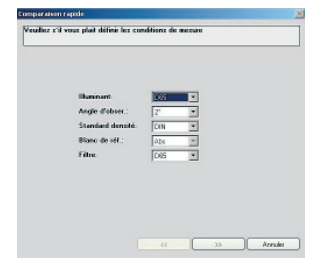 Comparaison rapide
Veuillez s'il vous plait définir les conditions de mesure
Illuminant:
D65
Angle d'obser.:
2°
Standard densité:
DIN
Blanc de réf.:
Abs
Filtre:
D65
<<
>>
Annuler